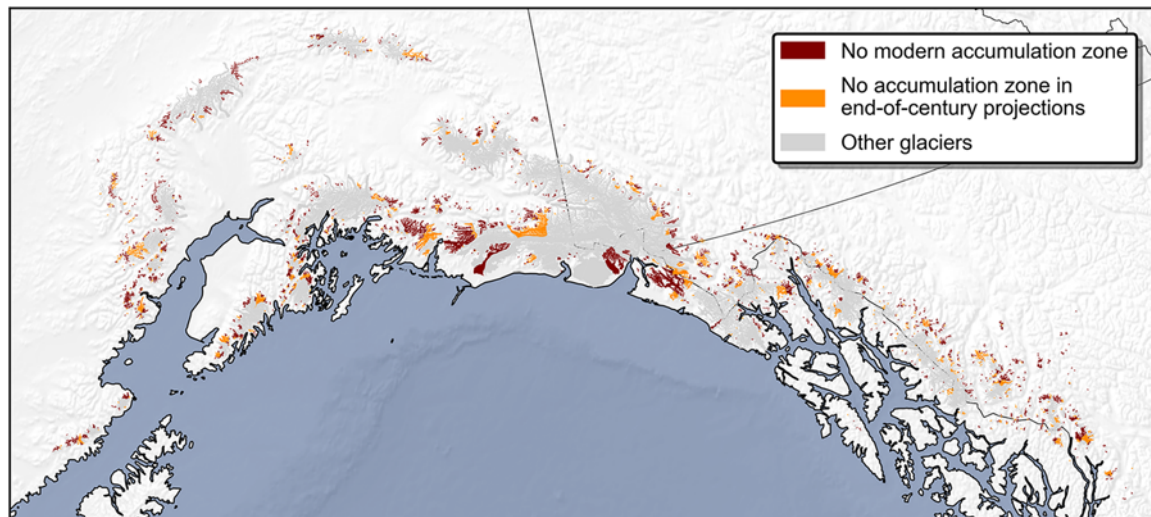 No modern accumulation zone
No accumulation zone in
end-of-century projections
Other glaciers